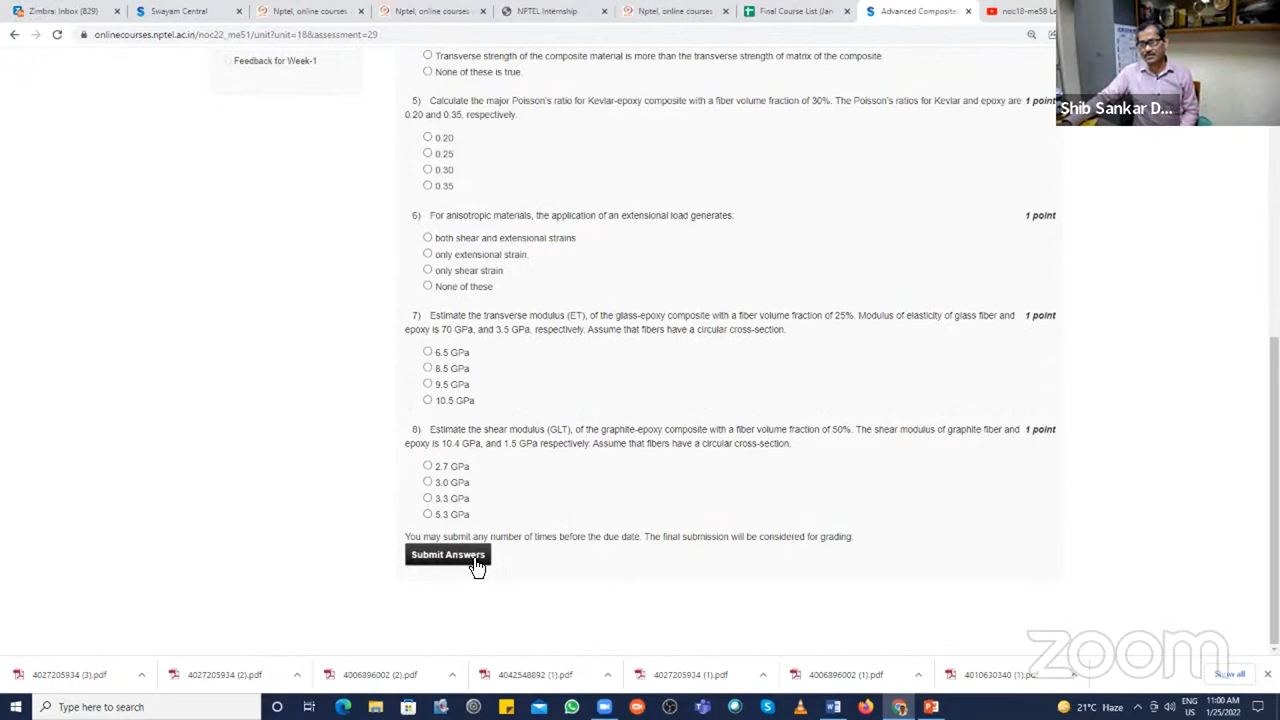 Zimbra: Inbox (829)
Swayam Central
Nptel, online courses
Nptel, online courses
NPTEL Internship
Nptel, online courses
Final Course List (Jan
Advanced Composite
noc18-me58 Le
onlinecourses.nptel.ac.in/noc22_me51/unit?unit=18&assessment=29
Feedback for Week-1
Transverse strength of the composite material is more than the transverse strength of matrix of the composite.
None of these is true.
5) Calculate the major Poisson's ratio for Kevlar-epoxy composite with a fiber volume fraction of 30%. The Poisson's ratios for Kevlar and epoxy are 1 point
0.20 and 0.35, respectively.
0.20
0.25
0.30
0.35
6) For anisotropic materials, the application of an extensional load generates: 1 point
both shear and extensional strains
only extensional strain.
only shear strain
None of these
7) Estimate the transverse modulus (ET), of the glass-epoxy composite with a fiber volume fraction of 25%. Modulus of elasticity of glass fiber and 1 point
epoxy is 70 GPa, and 3.5 GPa, respectively. Assume that fibers have a circular cross-section.
6.5 GPa
8.5 GPa
9.5 GPa
10.5 GPa
8) Estimate the shear modulus (GLT), of the graphite-epoxy composite with a fiber volume fraction of 50%. The shear modulus of graphite fiber and 1 point
epoxy is 10.4 GPa, and 1.5 GPa respectively. Assume that fibers have a circular cross-section.
2.7 GPa
3.0 GPa
3.3 GPa
5.3 GPa
You may submit any number of times before the due date. The final submission will be considered for grading.
Submit Answers
Shib Sankar D...
zoom
4027205934 (3).pdf
4027205934 (2).pdf
4000886002 (2).pdf
4042548892 (1).pdf
4027205934 (1).pdf
4006896002 (1).pdf
4010630340 (1).pdf
Show all
Type here to search
21°C Haze
ENG
US
11:00 AM
1/25/2022